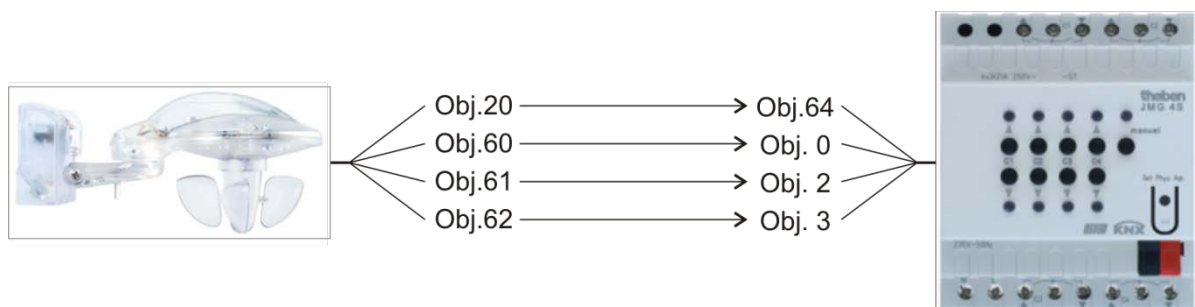 Obj.20 Obj.64
Obj.60 Obj. 0
Obj.61 Obj. 2
Obj.62 Obj. 3
theben
JMG 4S
manual
C1 C2 C3 C4
KNX